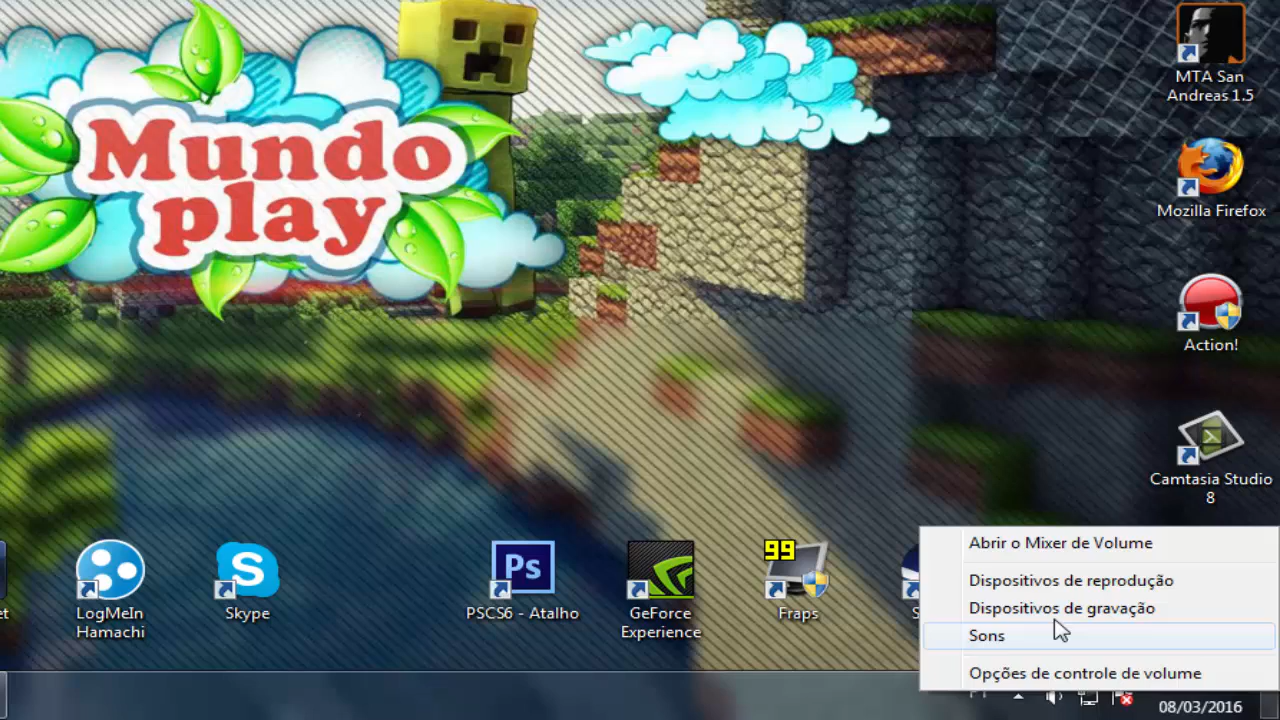 Mundo
play
MTA San
Andreas 1.5
Mozilla Firefox
Action!
Camtasia Studio
8
LogMeIn
Hamachi
Skype
Ps
PSCS6 - Atalho
GeForce
Experience
99
Fraps
Abrir o Mixer de Volume
Dispositivos de reprodução
Dispositivos de gravação
Sons
Opções de controle de volume
08/03/2016